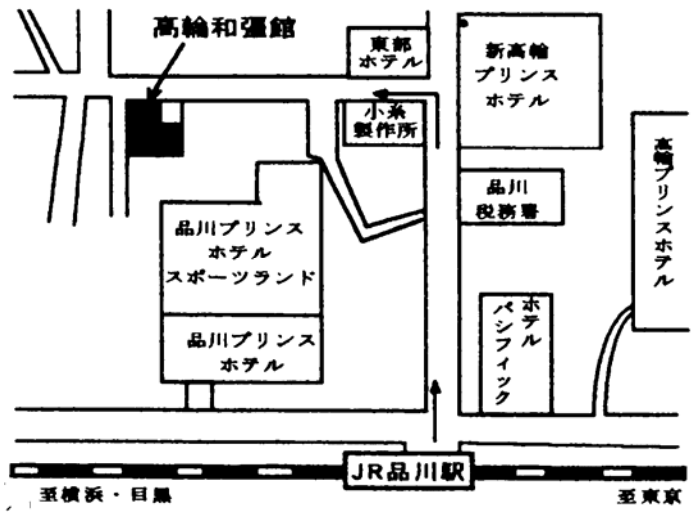 高輪和彊館
東部
ホテル
新高輪
プリンス
ホテル
小糸
製作所
高輪プリンスホテル
品川
税務署
品川プリンス
ホテル
スポーツランド
ホテル
パシフィック
品川プリンス
ホテル
JR品川駅
至横浜・目黒
至東京